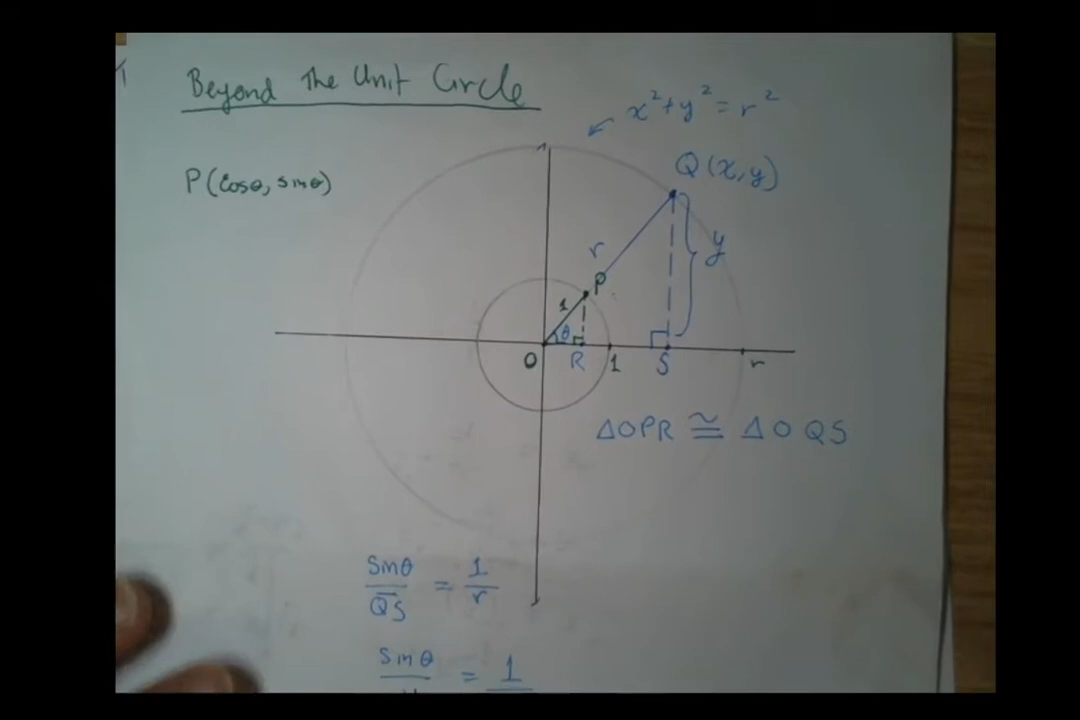 Beyond The Unit Circle
x² + y² = r²
Q(x,y)
P(cosθ, sinθ)
r
y
P
1
θ
O
R
1
S
r
ΔOPR ≅ ΔOQS
sinθ / QS = 1 / r
sinθ / = 1 /